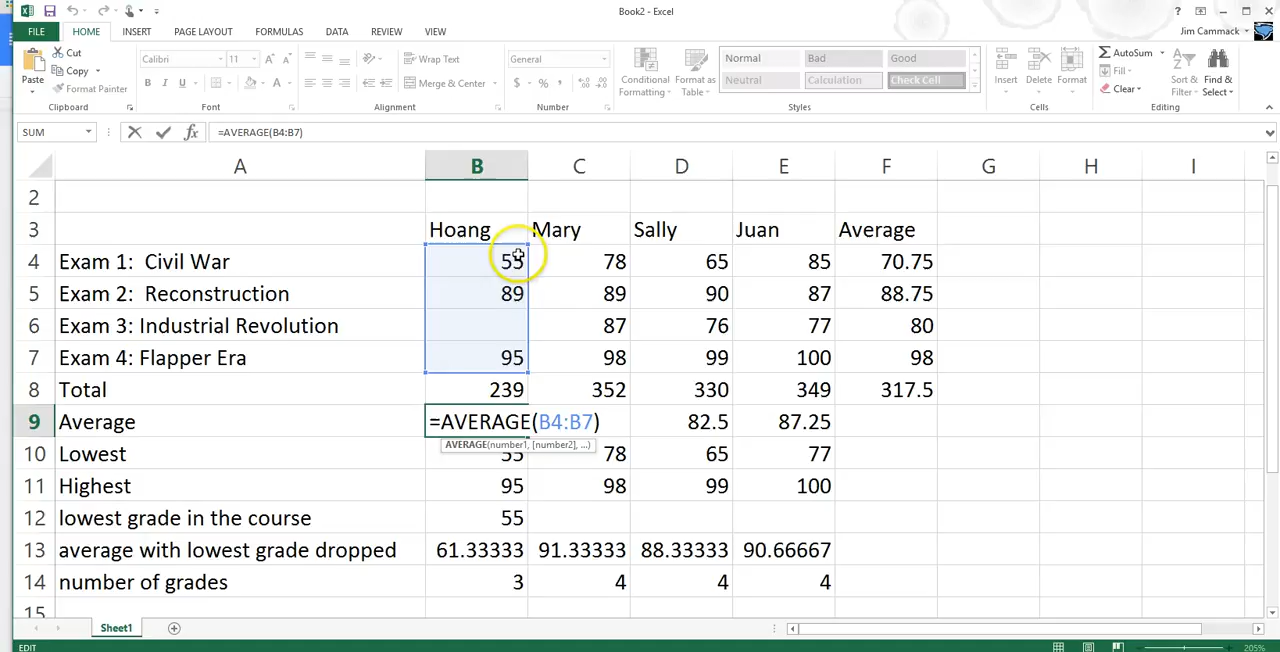 Book2 - Excel
FILE HOME INSERT PAGE LAYOUT FORMULAS DATA REVIEW VIEW Jim Cammack
Paste
Cut
Copy
Format Painter
Clipboard
Calibri 11
B I U
Font
Wrap Text
Merge & Center
Alignment
General
$ % ,
Number
Conditional Formatting
Format as Table
Normal Bad Good
Neutral Calculation Check Cell
Styles
Insert Delete Format
Cells
AutoSum
Fill
Clear
Sort & Filter
Find & Select
Editing
SUM =AVERAGE(B4:B7)
A B C D E F G H I
2
3 Hoang Mary Sally Juan Average
4 Exam 1: Civil War 55 78 65 85 70.75
5 Exam 2: Reconstruction 89 89 90 87 88.75
6 Exam 3: Industrial Revolution 87 76 77 80
7 Exam 4: Flapper Era 95 98 99 100 98
8 Total 239 352 330 349 317.5
9 Average =AVERAGE(B4:B7) 82.5 87.25
AVERAGE(number1, [number2], ...)
10 Lowest 55 78 65 77
11 Highest 95 98 99 100
12 lowest grade in the course 55
13 average with lowest grade dropped 61.33333 91.33333 88.33333 90.66667
14 number of grades 3 4 4 4
15
Sheet1
EDIT 205%